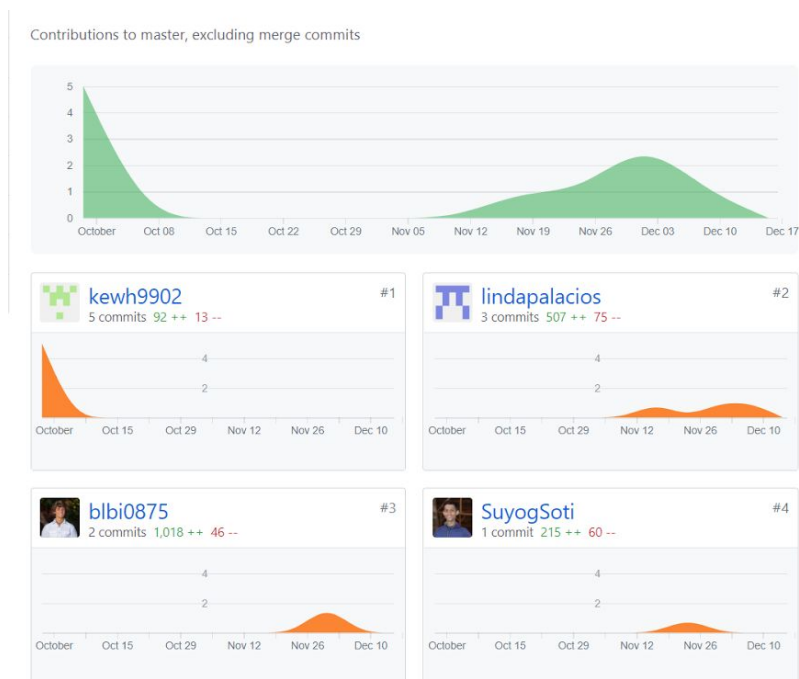 Contributions to master, excluding merge commits
5
4
3
2
1
0
October Oct 08 Oct 15 Oct 22 Oct 29 Nov 05 Nov 12 Nov 19 Nov 26 Dec 03 Dec 10 Dec 17
kewh9902 #1
5 commits 92 ++ 13 --
4
2
October Oct 15 Oct 29 Nov 12 Nov 26 Dec 10
lindapalacios #2
3 commits 507 ++ 75 --
4
2
October Oct 15 Oct 29 Nov 12 Nov 26 Dec 10
blbi0875 #3
2 commits 1,018 ++ 46 --
4
2
October Oct 15 Oct 29 Nov 12 Nov 26 Dec 10
SuyogSoti #4
1 commit 215 ++ 60 --
4
2
October Oct 15 Oct 29 Nov 12 Nov 26 Dec 10